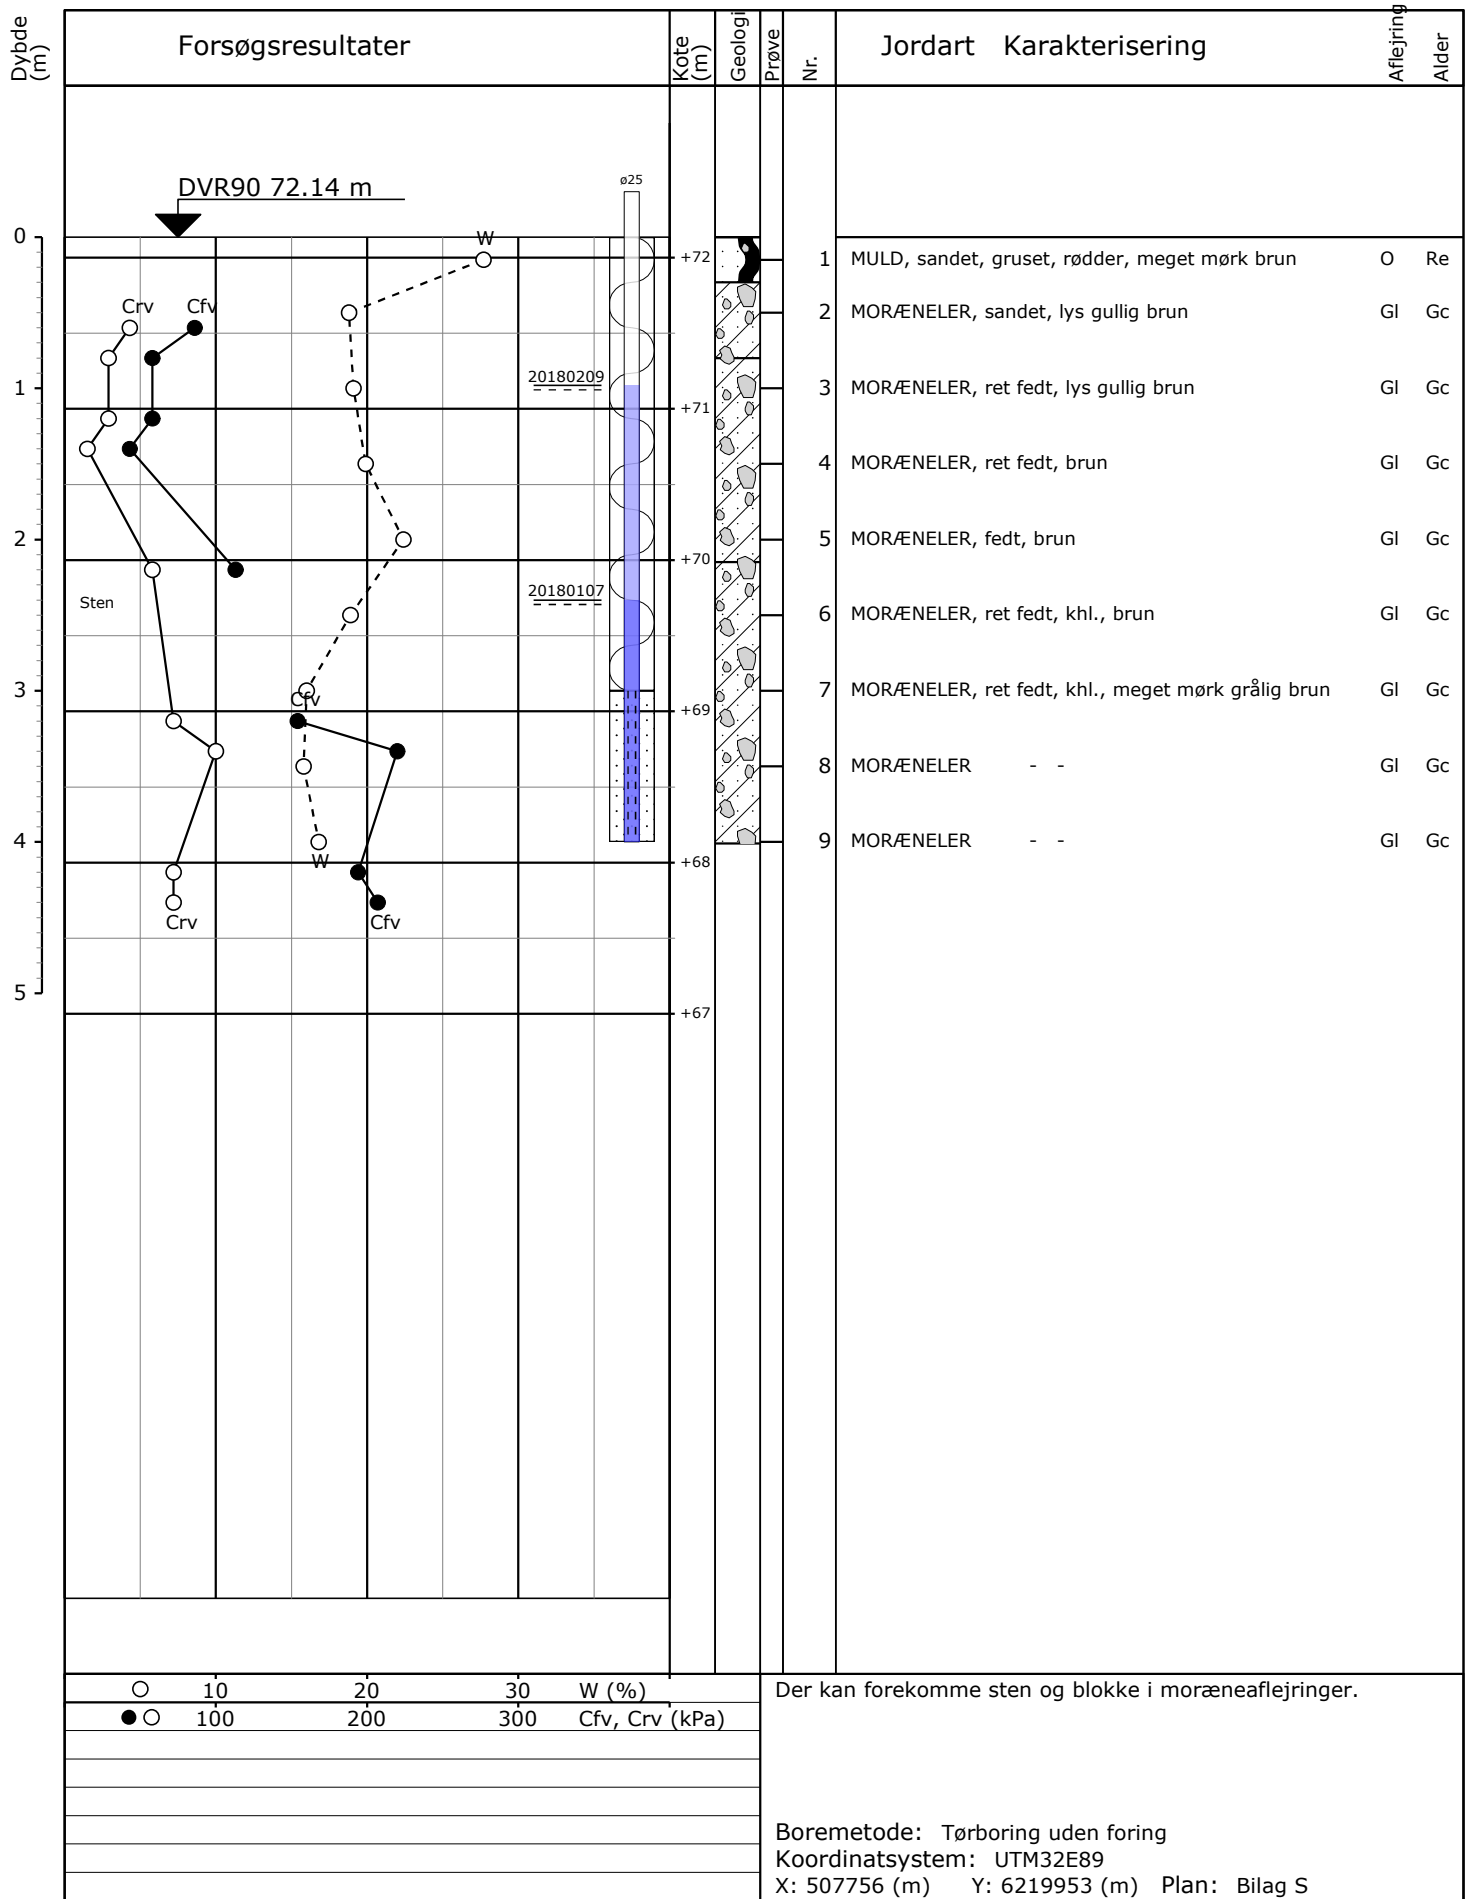 Dybde (m)
Forsøgsresultater
Kote (m)
Geologi
Prøve
Nr.
Jordart Karakterisering
Aflejring
Alder
DVR90 72.14 m
ø25
0
W
+72
1 MULD, sandet, gruset, rødder, meget mørk brun O Re
Crv
Cfv
2 MORÆNELER, sandet, lys gullig brun Gl Gc
20180209
1
3 MORÆNELER, ret fedt, lys gullig brun Gl Gc
+71
4 MORÆNELER, ret fedt, brun Gl Gc
2
5 MORÆNELER, fedt, brun Gl Gc
+70
20180107
Sten
6 MORÆNELER, ret fedt, khl., brun Gl Gc
3
Cfv
7 MORÆNELER, ret fedt, khl., meget mørk grålig brun Gl Gc
+69
8 MORÆNELER - - Gl Gc
4
9 MORÆNELER - - Gl Gc
W
+68
Crv
Cfv
5
+67
10 20 30 W (%)
100 200 300 Cfv, Crv (kPa)
Der kan forekomme sten og blokke i moræneaflejringer.
Boremetode: Tørboring uden foring
Koordinatsystem: UTM32E89
X: 507756 (m) Y: 6219953 (m) Plan: Bilag S